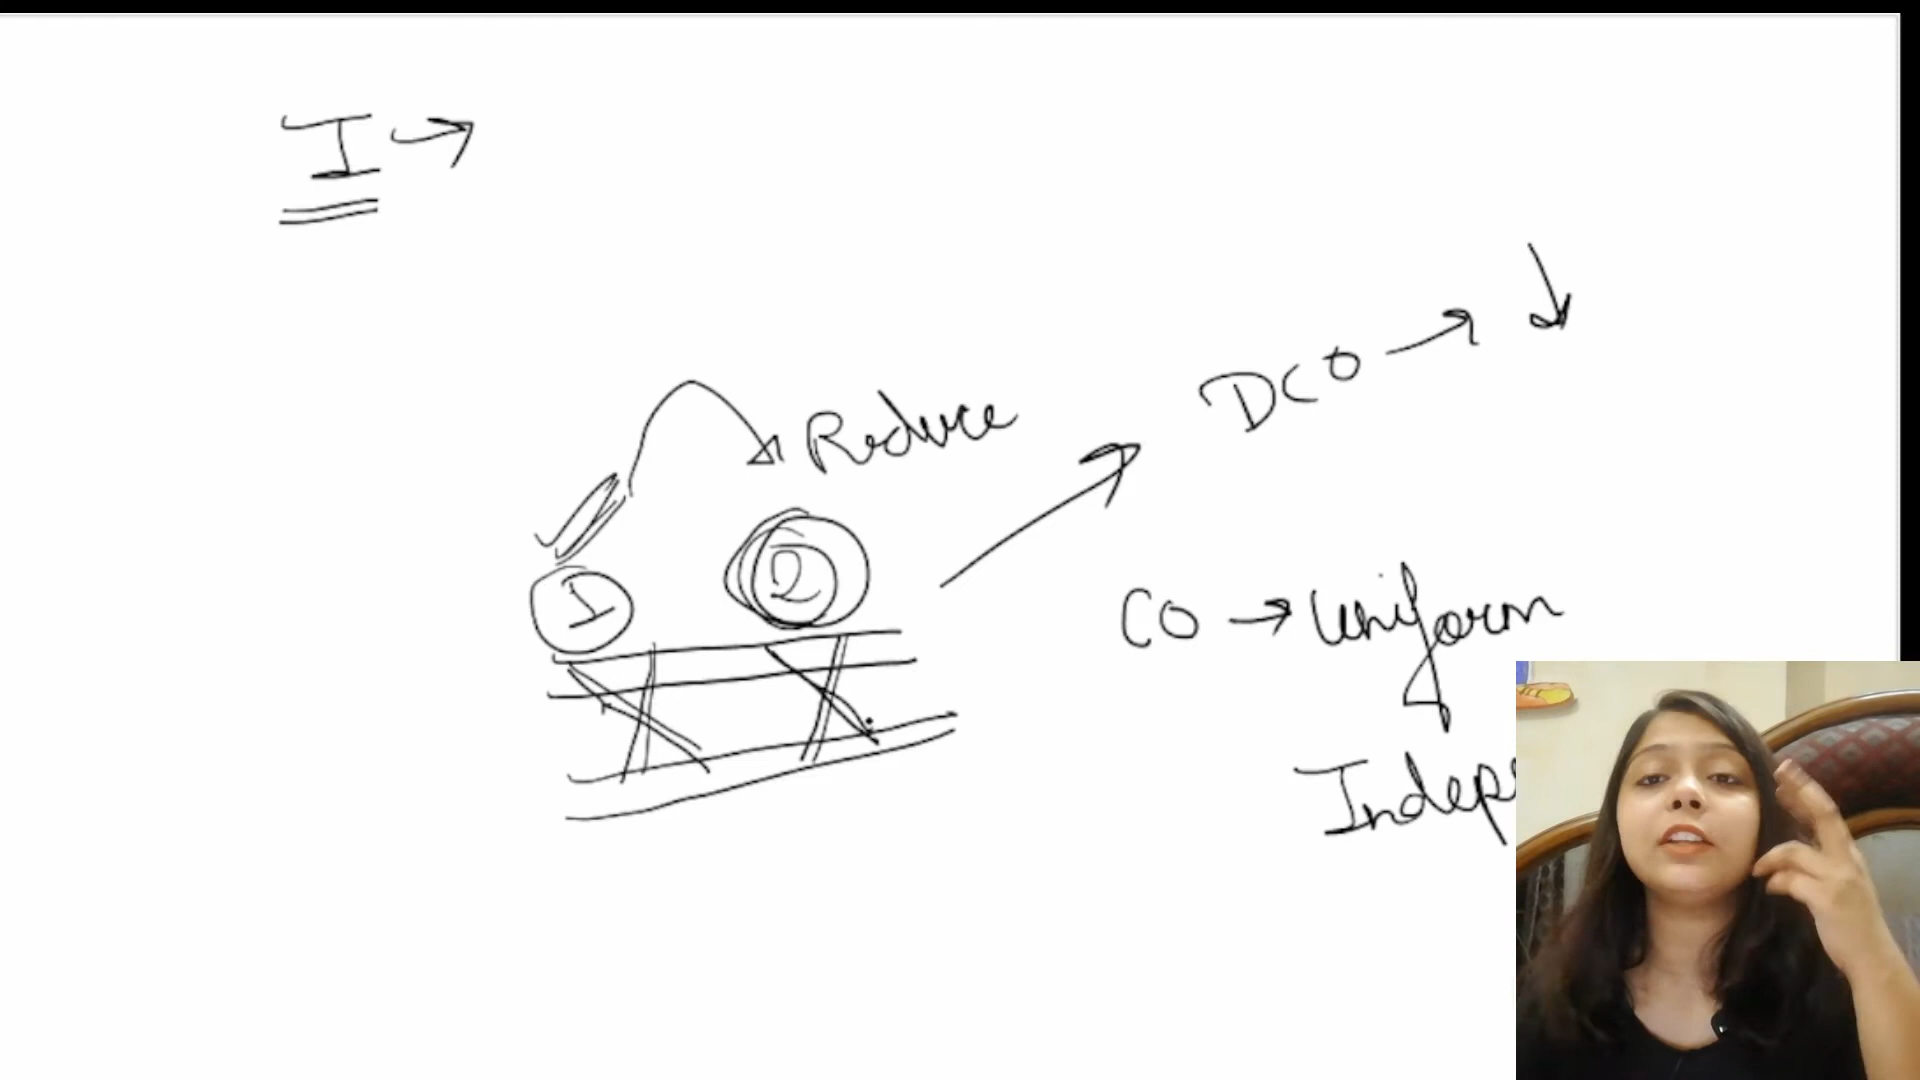 I →
DCO → ↓
Reduce
1
2
CO → Uniform
Indep